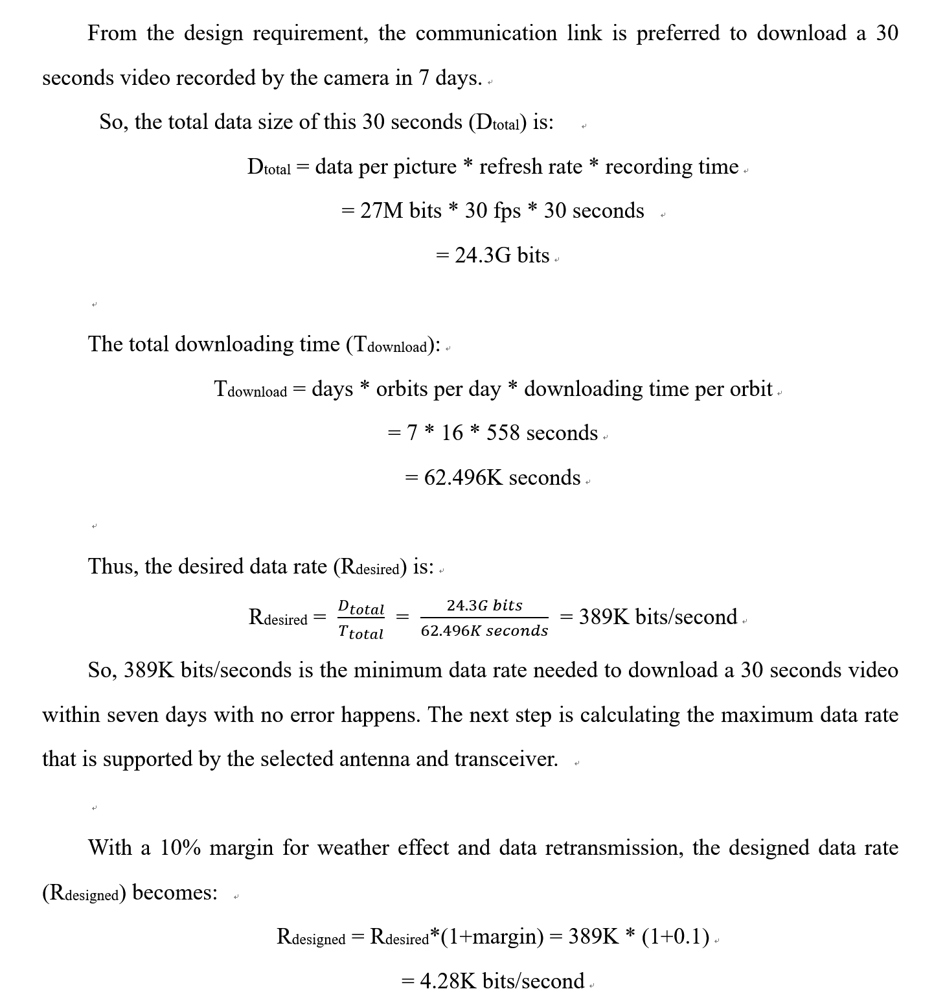 From the design requirement, the communication link is preferred to download a 30
seconds video recorded by the camera in 7 days.
So, the total data size of this 30 seconds (Dtotal) is:
Dtotal = data per picture * refresh rate * recording time
= 27M bits * 30 fps * 30 seconds
= 24.3G bits
The total downloading time (Tdownload):
Tdownload = days * orbits per day * downloading time per orbit
= 7 * 16 * 558 seconds
= 62.496K seconds
Thus, the desired data rate (Rdesired) is:
Rdesired = Dtotal / Ttotal = 24.3G bits / 62.496K seconds = 389K bits/second
So, 389K bits/seconds is the minimum data rate needed to download a 30 seconds video
within seven days with no error happens. The next step is calculating the maximum data rate
that is supported by the selected antenna and transceiver.
With a 10% margin for weather effect and data retransmission, the designed data rate
(Rdesigned) becomes:
Rdesigned = Rdesired*(1+margin) = 389K * (1+0.1)
= 4.28K bits/second